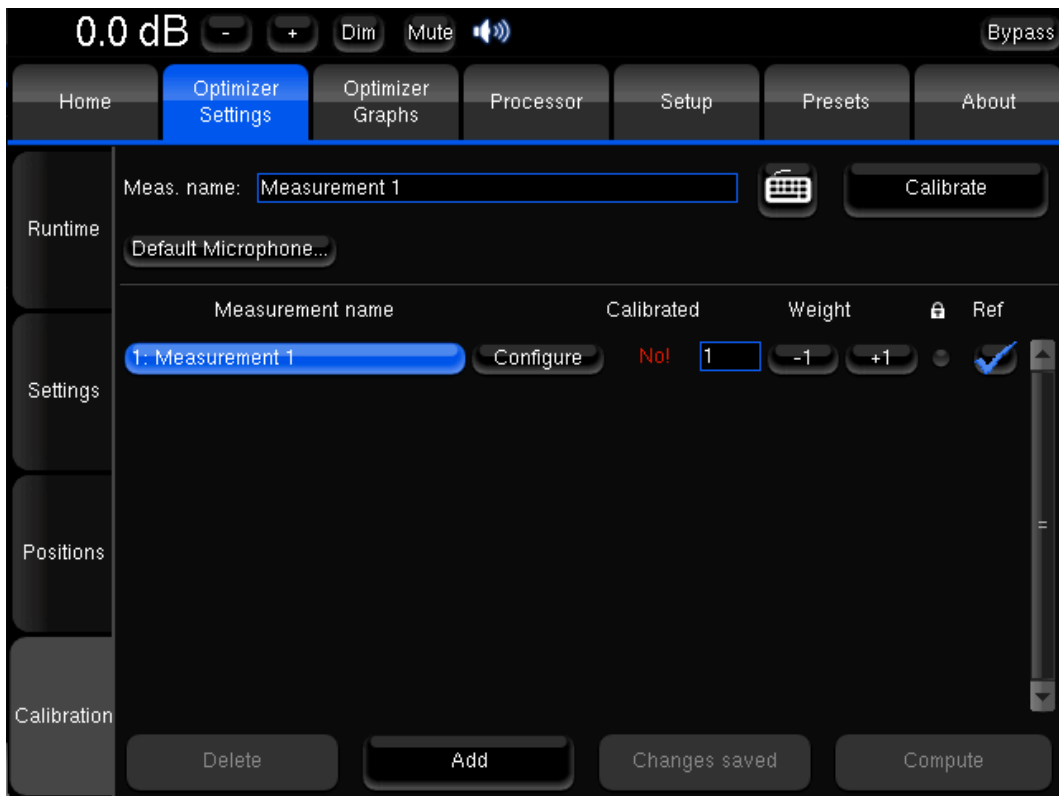 0.0 dB - + Dim Mute Bypass
Home Optimizer Settings Optimizer Graphs Processor Setup Presets About
Runtime
Settings
Positions
Calibration
Meas. name: Measurement 1 Calibrate
Default Microphone...
Measurement name Calibrated Weight Ref
1: Measurement 1 Configure No! 1 -1 +1
Delete Add Changes saved Compute